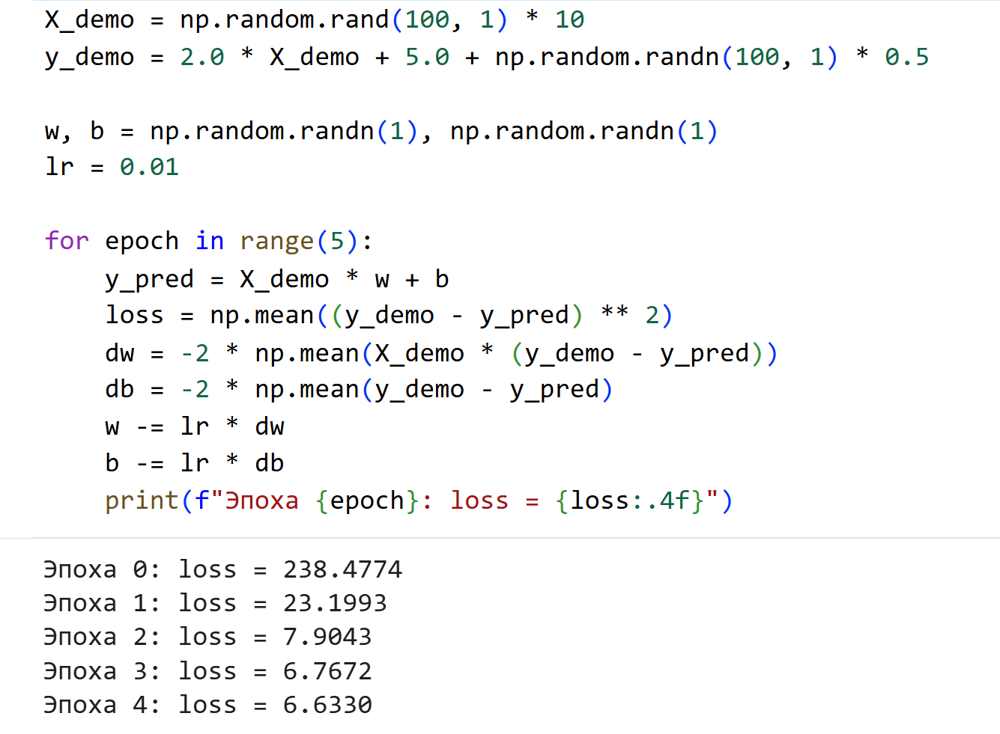 X_demo = np.random.rand(100, 1) * 10
y_demo = 2.0 * X_demo + 5.0 + np.random.randn(100, 1) * 0.5
w, b = np.random.randn(1), np.random.randn(1)
lr = 0.01
for epoch in range(5):
    y_pred = X_demo * w + b
    loss = np.mean((y_demo - y_pred) ** 2)
    dw = -2 * np.mean(X_demo * (y_demo - y_pred))
    db = -2 * np.mean(y_demo - y_pred)
    w -= lr * dw
    b -= lr * db
    print(f"Эпоха {epoch}: loss = {loss:.4f}")
Эпоха 0: loss = 238.4774
Эпоха 1: loss = 23.1993
Эпоха 2: loss = 7.9043
Эпоха 3: loss = 6.7672
Эпоха 4: loss = 6.6330